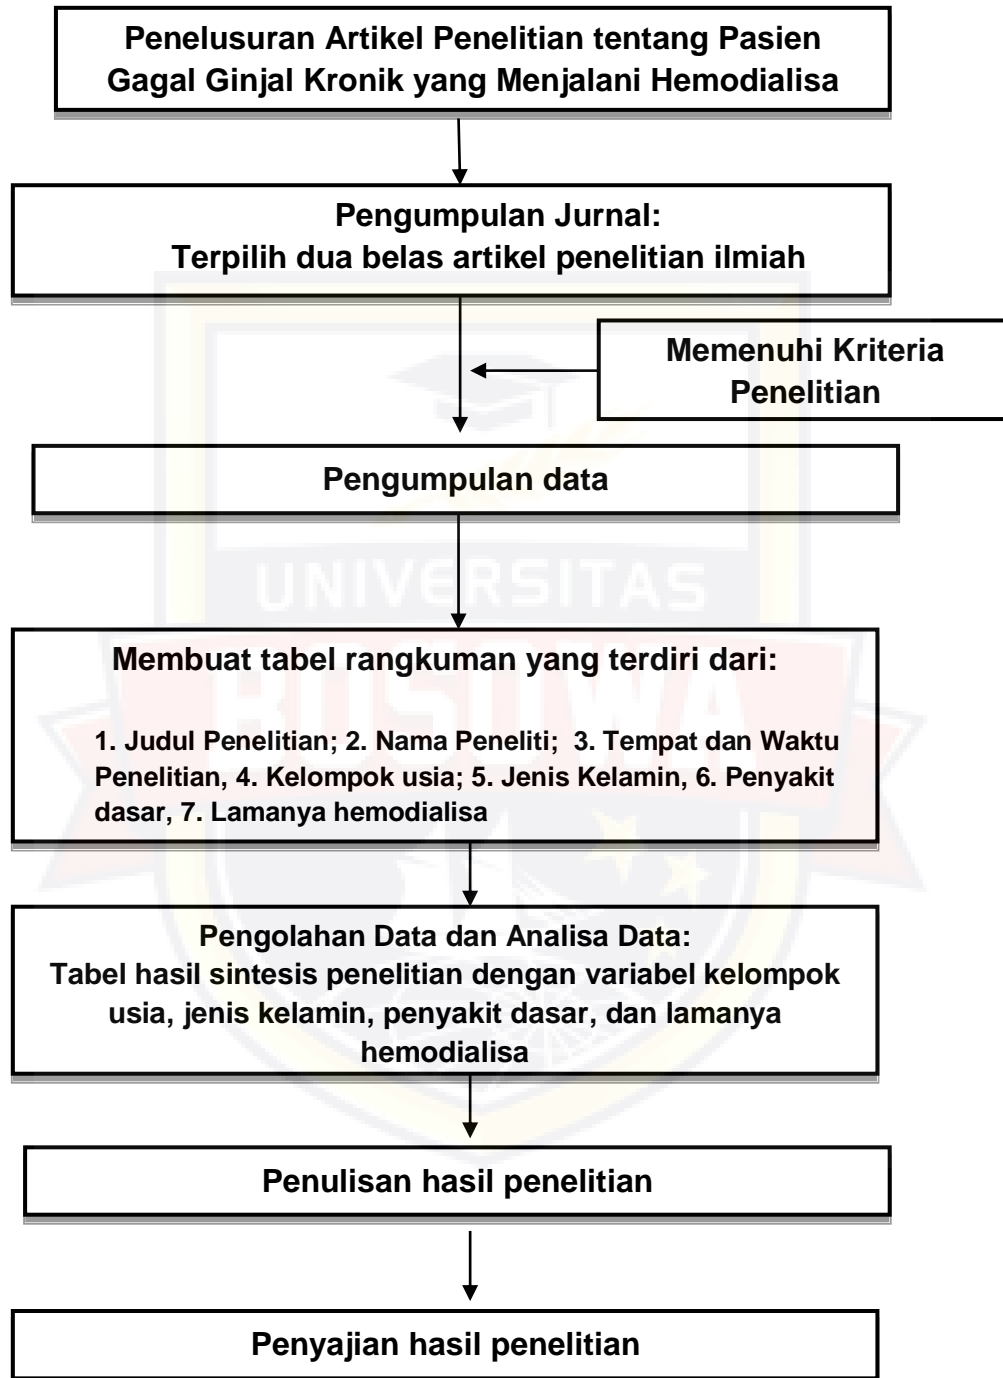 Penelusuran Artikel Penelitian tentang Pasien
Gagal Ginjal Kronik yang Menjalani Hemodialisa
Pengumpulan Jurnal:
Terpilih dua belas artikel penelitian ilmiah
Memenuhi Kriteria
Penelitian
Pengumpulan data
UNIVERSITAS
Membuat tabel rangkuman yang terdiri dari:
BOSOWA
1. Judul Penelitian; 2. Nama Peneliti; 3. Tempat dan Waktu
Penelitian, 4. Kelompok usia; 5. Jenis Kelamin, 6. Penyakit
dasar, 7. Lamanya hemodialisa
Pengolahan Data dan Analisa Data:
Tabel hasil sintesis penelitian dengan variabel kelompok
usia, jenis kelamin, penyakit dasar, dan lamanya
hemodialisa
Penulisan hasil penelitian
Penyajian hasil penelitian